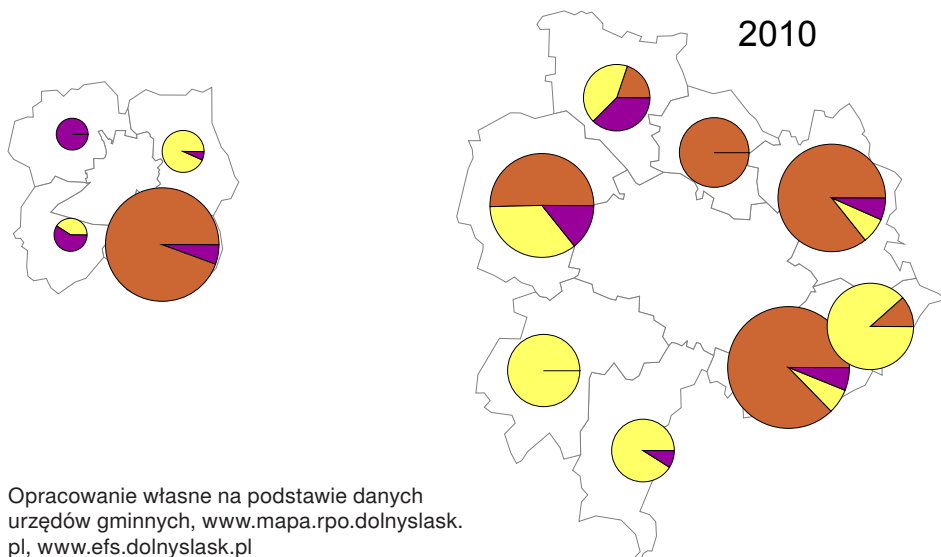 2010
Opracowanie własne na podstawie danych
urzędów gminnych, www.mapa.rpo.dolnyslask.
pl, www.efs.dolnyslask.pl